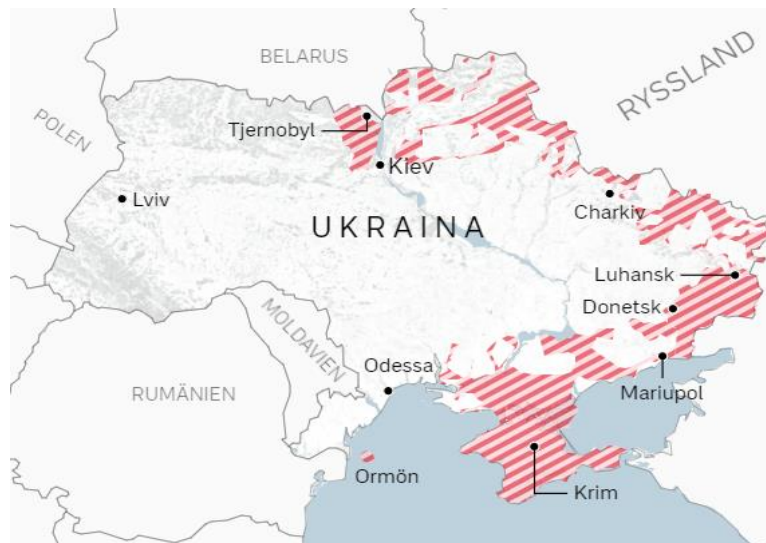 BELARUS
RYSSLAND
POLEN
Tjernobyl
Kiev
Lviv
Charkiv
UKRAINA
Luhansk
Donetsk
MOLDAVIEN
Odessa
RUMÄNIEN
Mariupol
Ormön
Krim